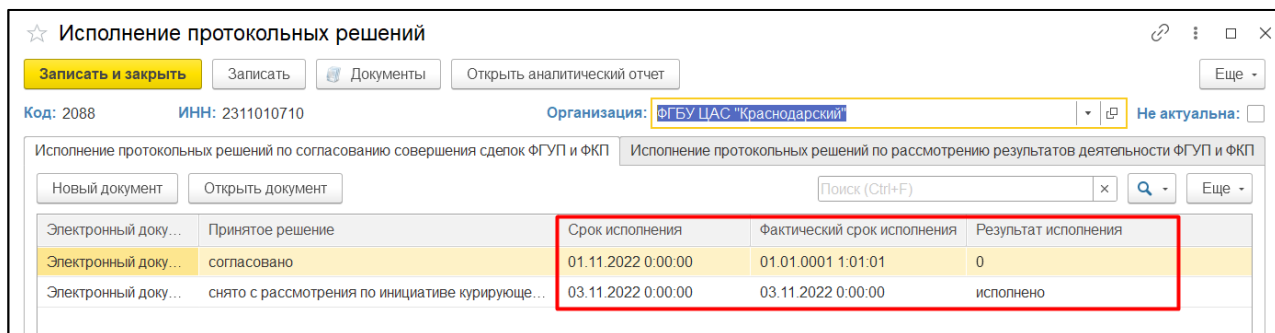 Исполнение протокольных решений
Записать и закрыть Записать Документы Открыть аналитический отчет Еще
Код: 2088 ИНН: 2311010710 Организация: ФГБУ ЦАС "Краснодарский" Не актуальна:
Исполнение протокольных решений по согласованию совершения сделок ФГУП и ФКП Исполнение протокольных решений по рассмотрению результатов деятельности ФГУП и ФКП
Новый документ Открыть документ Поиск (Ctrl+F) Еще
Электронный доку... Принятое решение Срок исполнения Фактический срок исполнения Результат исполнения
Электронный доку... согласовано 01.11.2022 0:00:00 01.01.0001 1:01:01 0
Электронный доку... снято с рассмотрения по инициативе курирующе... 03.11.2022 0:00:00 03.11.2022 0:00:00 исполнено